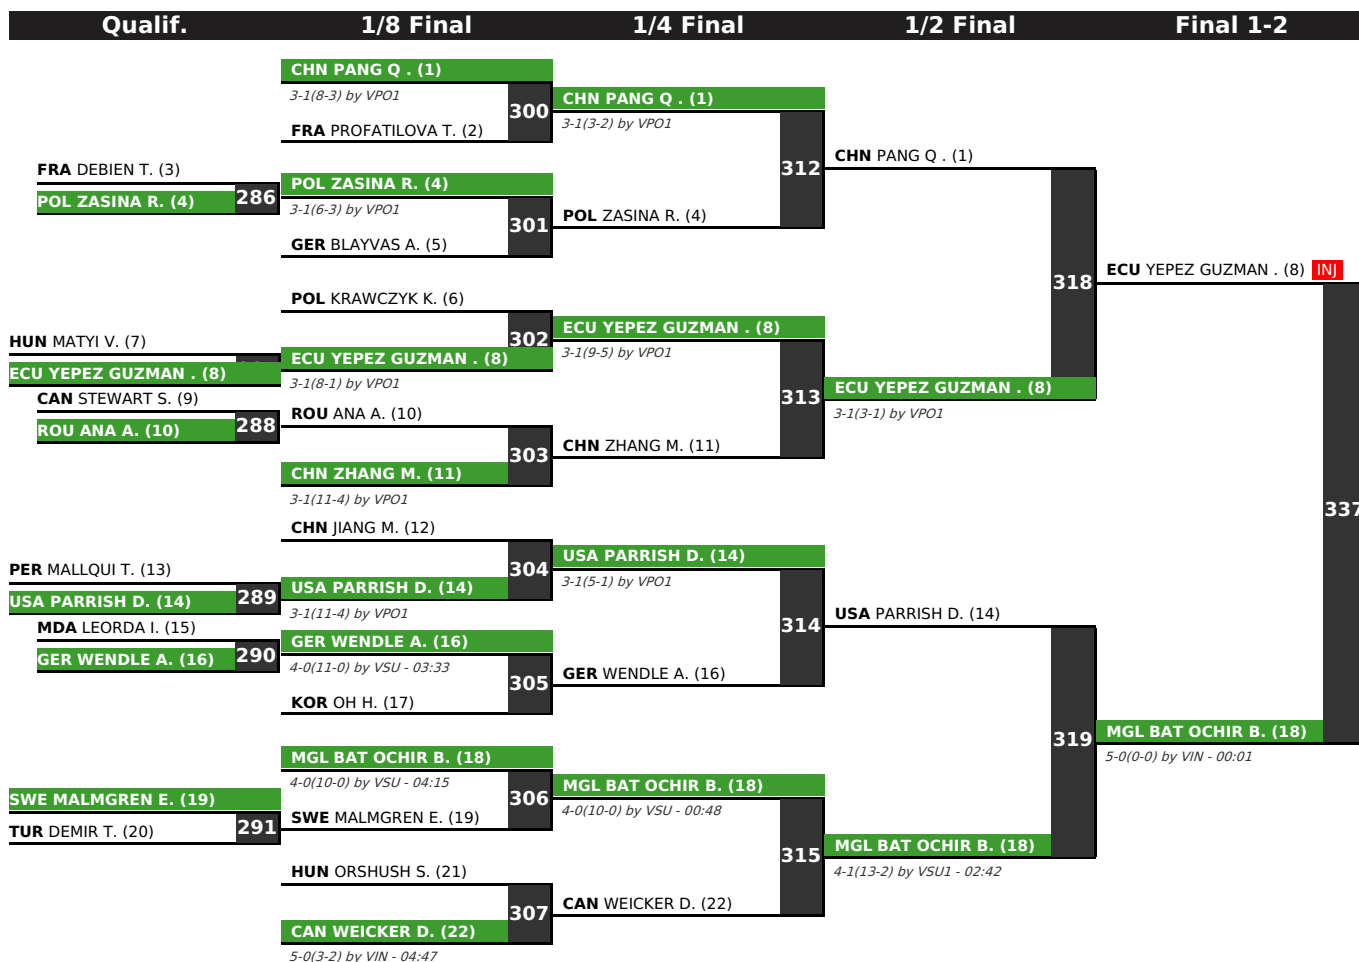 Qualif.
1/8 Final
1/4 Final
1/2 Final
Final 1-2
FRA DEBIEN T. (3)
POL ZASINA R. (4)
286
HUN MATYI V. (7)
ECU YEPEZ GUZMAN . (8)
CAN STEWART S. (9)
ROU ANA A. (10)
288
PER MALLQUI T. (13)
USA PARRISH D. (14)
289
MDA LEORDA I. (15)
GER WENDLE A. (16)
290
SWE MALMGREN E. (19)
TUR DEMIR T. (20)
291
CHN PANG Q . (1)
3-1(8-3) by VPO1
FRA PROFATILOVA T. (2)
300
POL ZASINA R. (4)
3-1(6-3) by VPO1
GER BLAYVAS A. (5)
301
POL KRAWCZYK K. (6)
302
ECU YEPEZ GUZMAN . (8)
3-1(8-1) by VPO1
ROU ANA A. (10)
303
CHN ZHANG M. (11)
3-1(11-4) by VPO1
CHN JIANG M. (12)
304
USA PARRISH D. (14)
3-1(11-4) by VPO1
GER WENDLE A. (16)
4-0(11-0) by VSU - 03:33
KOR OH H. (17)
305
MGL BAT OCHIR B. (18)
4-0(10-0) by VSU - 04:15
SWE MALMGREN E. (19)
306
HUN ORSHUSH S. (21)
307
CAN WEICKER D. (22)
5-0(3-2) by VIN - 04:47
CHN PANG Q . (1)
3-1(3-2) by VPO1
312
POL ZASINA R. (4)
ECU YEPEZ GUZMAN . (8)
3-1(9-5) by VPO1
313
CHN ZHANG M. (11)
USA PARRISH D. (14)
3-1(5-1) by VPO1
314
GER WENDLE A. (16)
MGL BAT OCHIR B. (18)
4-0(10-0) by VSU - 00:48
315
CAN WEICKER D. (22)
CHN PANG Q . (1)
318
ECU YEPEZ GUZMAN . (8)
3-1(3-1) by VPO1
USA PARRISH D. (14)
319
MGL BAT OCHIR B. (18)
4-1(13-2) by VSU1 - 02:42
ECU YEPEZ GUZMAN . (8) INJ
337
MGL BAT OCHIR B. (18)
5-0(0-0) by VIN - 00:01